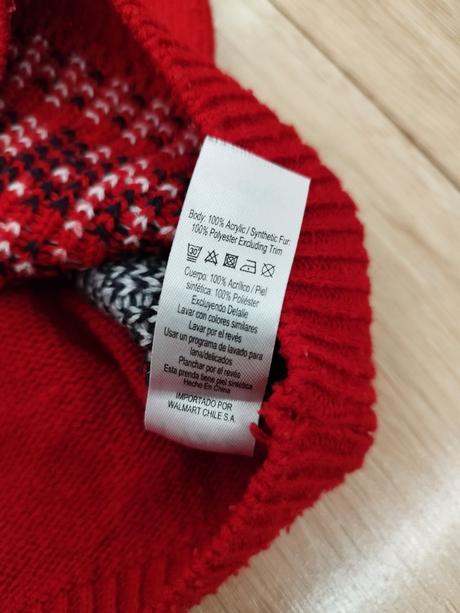 Body: 100% Acrylic / Synthetic Fur:
100% Polyester Excluding Trim
30
Cuerpo: 100% Acrílico / Piel
sintética: 100% Poliéster
Excluyendo Detalle
Lavar con colores similares
Lavar por el revés
Usar un programa de lavado para
lana/delicados
Planchar por el revés
Esta prenda tiene piel sintética
Hecho En China
IMPORTADO POR
WALMART CHILE S.A.